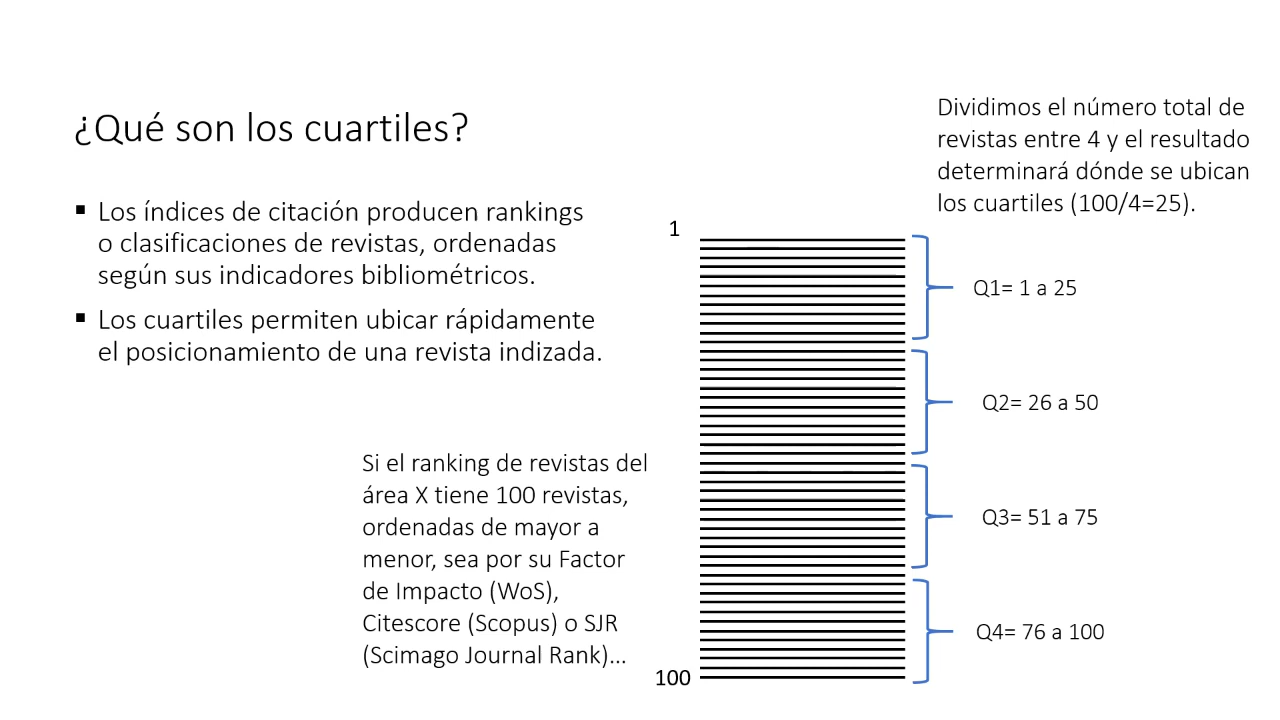 ¿Qué son los cuartiles?
▪ Los índices de citación producen rankings
o clasificaciones de revistas, ordenadas
según sus indicadores bibliométricos.
▪ Los cuartiles permiten ubicar rápidamente
el posicionamiento de una revista indizada.
Si el ranking de revistas del
área X tiene 100 revistas,
ordenadas de mayor a
menor, sea por su Factor
de Impacto (WoS),
Citescore (Scopus) o SJR
(Scimago Journal Rank)...
Dividimos el número total de
revistas entre 4 y el resultado
determinará dónde se ubican
los cuartiles (100/4=25).
1
100
Q1= 1 a 25
Q2= 26 a 50
Q3= 51 a 75
Q4= 76 a 100